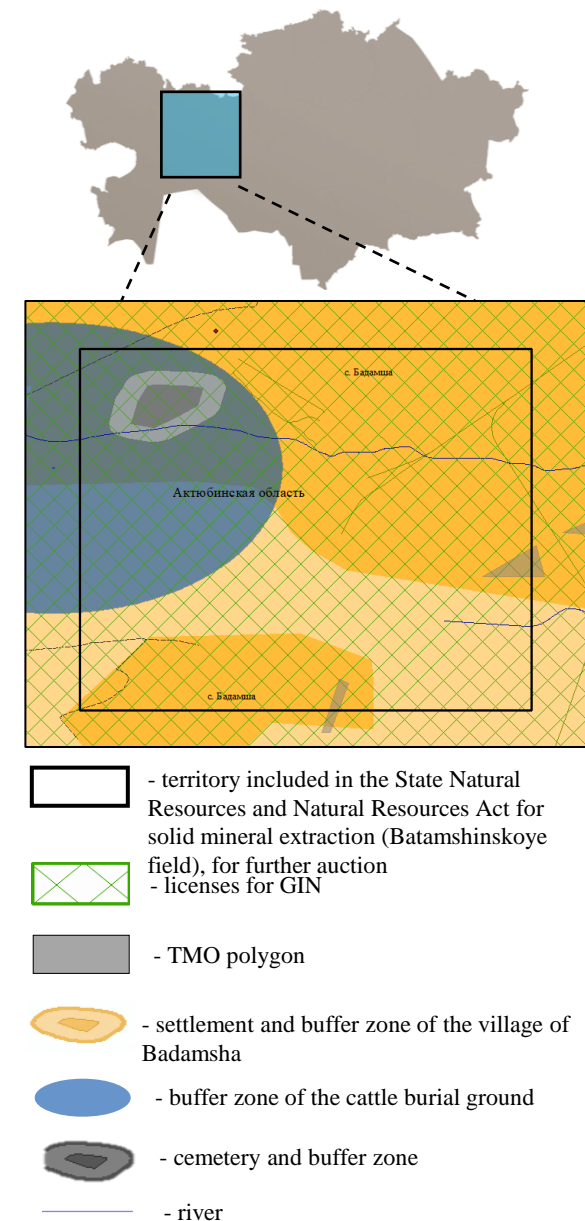 с. Бадамша
Актюбинская область
с. Бадамша
- territory included in the State Natural
Resources and Natural Resources Act for
solid mineral extraction (Batamshinskoye
field), for further auction
- licenses for GIN
- TMO polygon
- settlement and buffer zone of the village of
Badamsha
- buffer zone of the cattle burial ground
- cemetery and buffer zone
- river